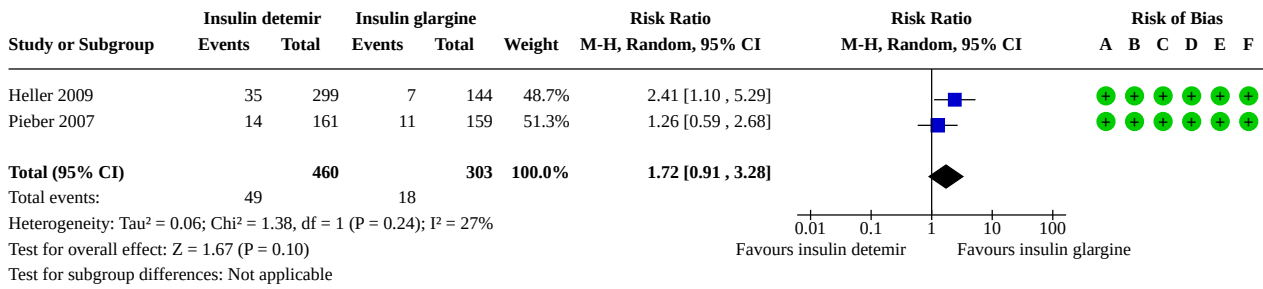 Insulin detemir Insulin glargine Risk Ratio Risk Ratio Risk of Bias
Study or Subgroup Events Total Events Total Weight M-H, Random, 95% CI M-H, Random, 95% CI A B C D E F
Heller 2009 35 299 7 144 48.7% 2.41 [1.10 , 5.29] + + + + + +
Pieber 2007 14 161 11 159 51.3% 1.26 [0.59 , 2.68] + + + + + +
Total (95% CI) 460 303 100.0% 1.72 [0.91 , 3.28]
Total events: 49 18
Heterogeneity: Tau² = 0.06; Chi² = 1.38, df = 1 (P = 0.24); I² = 27%
0.01 0.1 1 10 100
Test for overall effect: Z = 1.67 (P = 0.10) Favours insulin detemir Favours insulin glargine
Test for subgroup differences: Not applicable